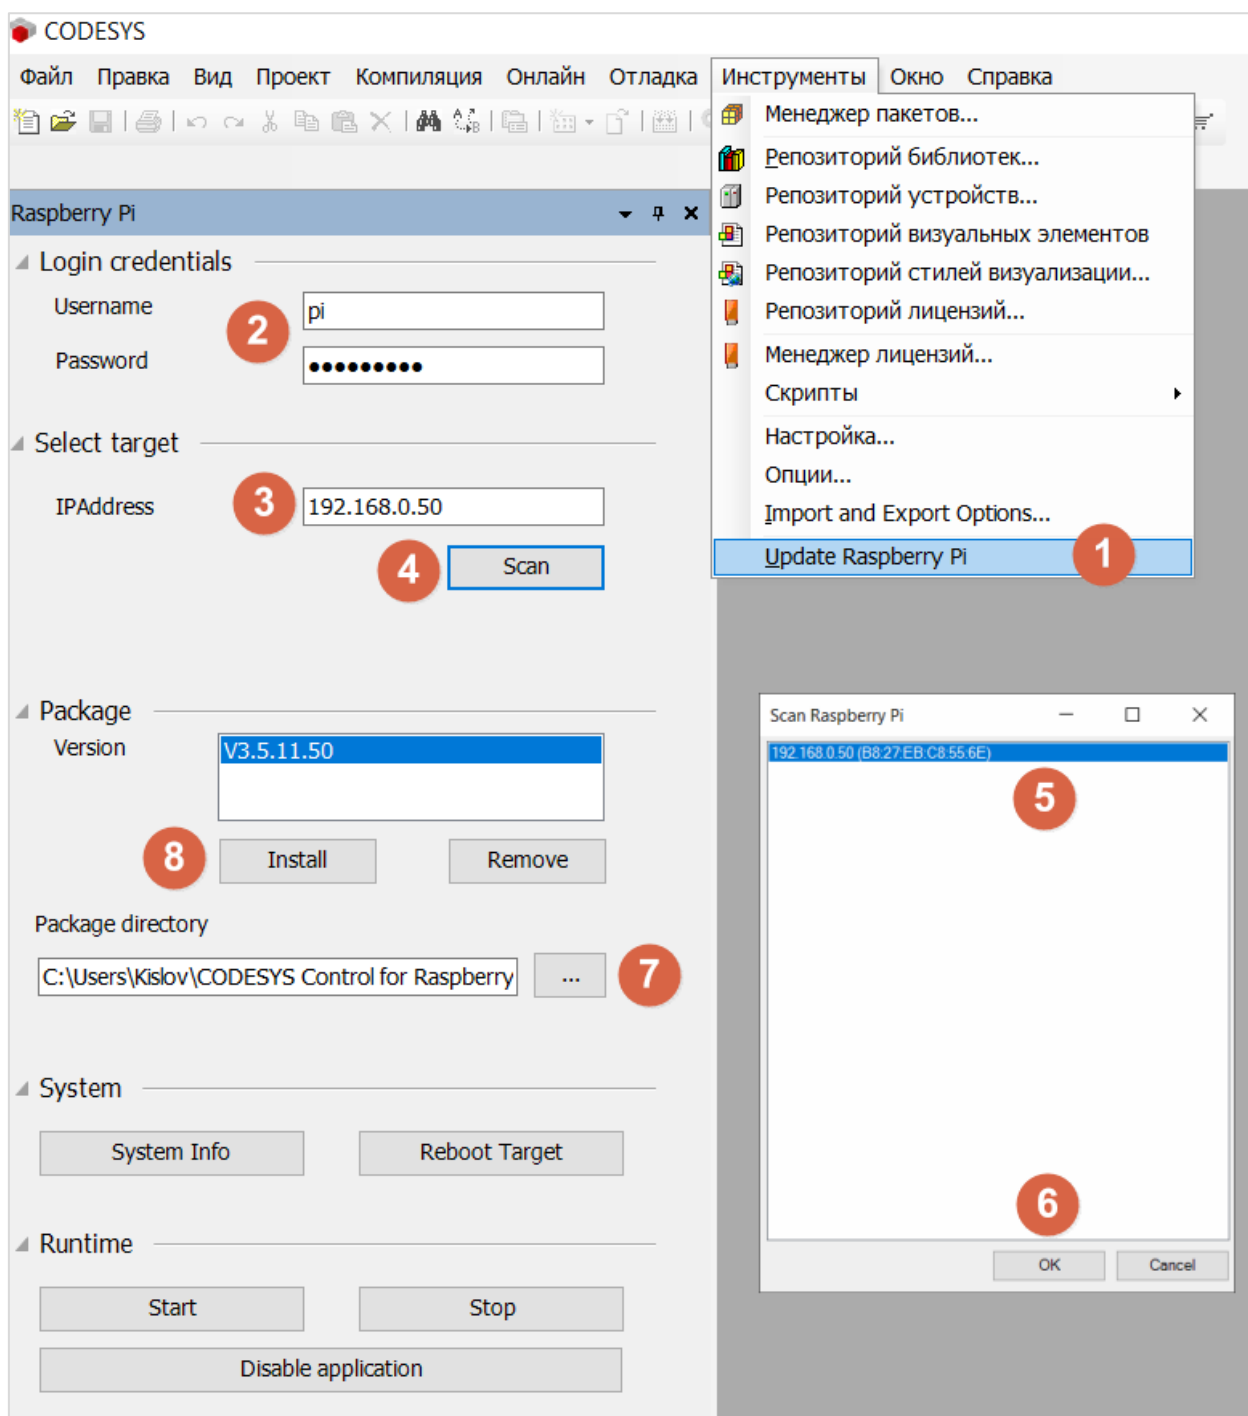 CODESYS
Файл Правка Вид Проект Компиляция Онлайн Отладка Инструменты Окно Справка
Менеджер пакетов...
Репозиторий библиотек...
Репозиторий устройств...
Репозиторий визуальных элементов
Репозиторий стилей визуализации...
Репозиторий лицензий...
Менеджер лицензий...
Скрипты
Настройка...
Опции...
Import and Export Options...
Update Raspberry Pi 1
Raspberry Pi
Login credentials
Username pi
2
Password •••••••••
Select target
IPAddress 3 192.168.0.50
4 Scan
Package
Version V3.5.11.50
8 Install Remove
Package directory
C:\Users\Kislov\CODESYS Control for Raspberry ... 7
System
System Info Reboot Target
Runtime
Start Stop
Disable application
Scan Raspberry Pi
192.168.0.50 (B8:27:EB:C8:55:6E)
5
6
OK Cancel